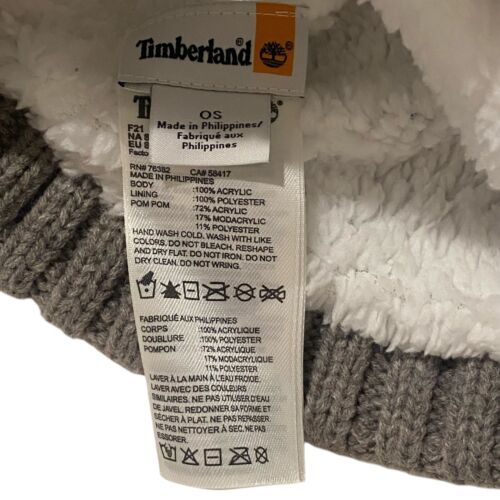 Timberland
OS
Made in Philippines/
Fabriqué aux
Philippines
F21
NA
EU
RN# 76382 CA# 58417
MADE IN PHILIPPINES
BODY :100% ACRYLIC
LINING :100% POLYESTER
POM POM :72% ACRYLIC
17% MODACRYLIC
11% POLYESTER
HAND WASH COLD. WASH WITH LIKE
COLORS. DO NOT BLEACH. RESHAPE
AND DRY FLAT. DO NOT IRON. DO NOT
DRY CLEAN. DO NOT WRING.
FABRIQUÉ AUX PHILIPPINES
CORPS :100% ACRYLIQUE
DOUBLURE :100% POLYESTER
POMPON :72% ACRYLIQUE
17% MODACRYLIQUE
11% POLYESTER
LAVER À LA MAIN À L'EAU FROIDE.
LAVER AVEC DES COULEURS
SIMILAIRES. NE PAS UTILISER D'EAU
DE JAVEL. REDONNER SA FORME ET
SÉCHER À PLAT. NE PAS REPASSER.
NE PAS NETTOYER À SEC. NE PAS
ESSORER.